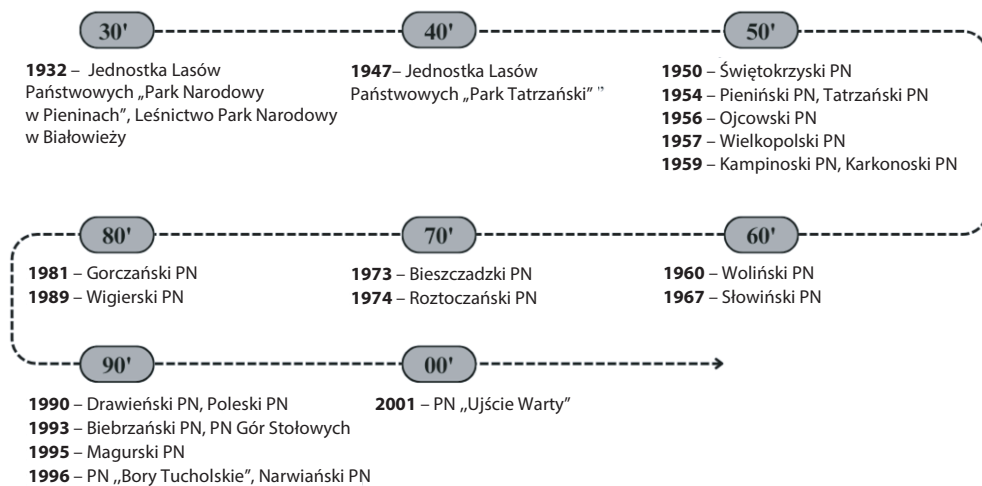 30'
1932 – Jednostka Lasów
Państwowych „Park Narodowy
w Pieninach”, Leśnictwo Park Narodowy
w Białowieży
40'
1947– Jednostka Lasów
Państwowych „Park Tatrzański” ”
50'
1950 – Świętokrzyski PN
1954 – Pieniński PN, Tatrzański PN
1956 – Ojcowski PN
1957 – Wielkopolski PN
1959 – Kampinoski PN, Karkonoski PN
60'
1960 – Woliński PN
1967 – Słowiński PN
70'
1973 – Bieszczadzki PN
1974 – Roztoczański PN
80'
1981 – Gorczański PN
1989 – Wigierski PN
90'
1990 – Drawieński PN, Poleski PN
1993 – Biebrzański PN, PN Gór Stołowych
1995 – Magurski PN
1996 – PN „Bory Tucholskie”, Narwiański PN
00'
2001 – PN „Ujście Warty”